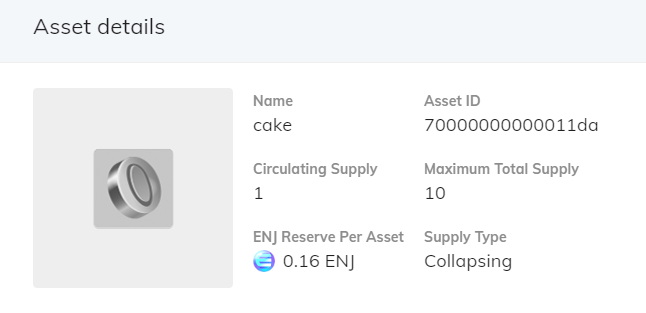 Asset details
Name
cake
Asset ID
70000000000011da
Circulating Supply
1
Maximum Total Supply
10
ENJ Reserve Per Asset
0.16 ENJ
Supply Type
Collapsing